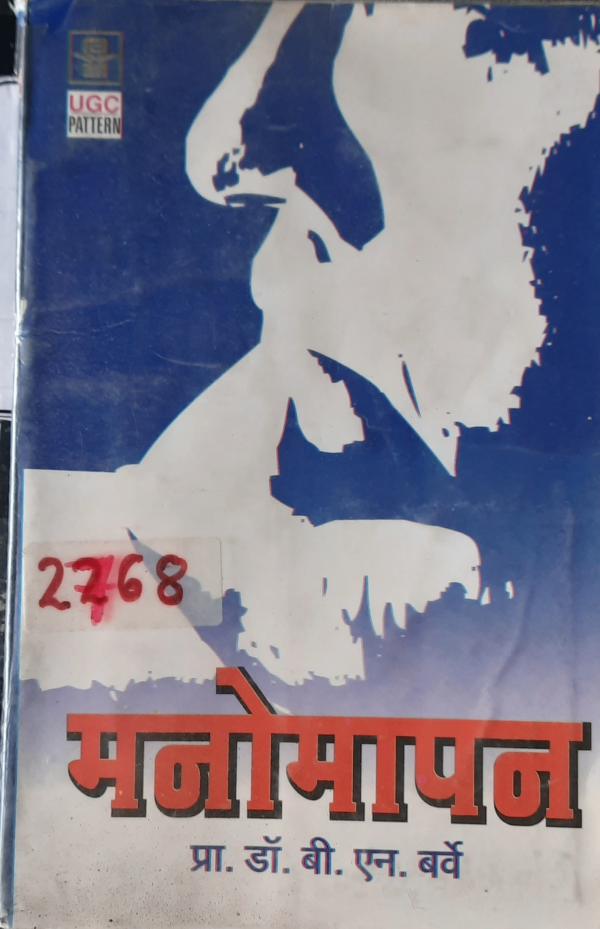 UGC
PATTERN
2768
मनोमापन
प्रा. डॉ. बी. एन. बर्वे